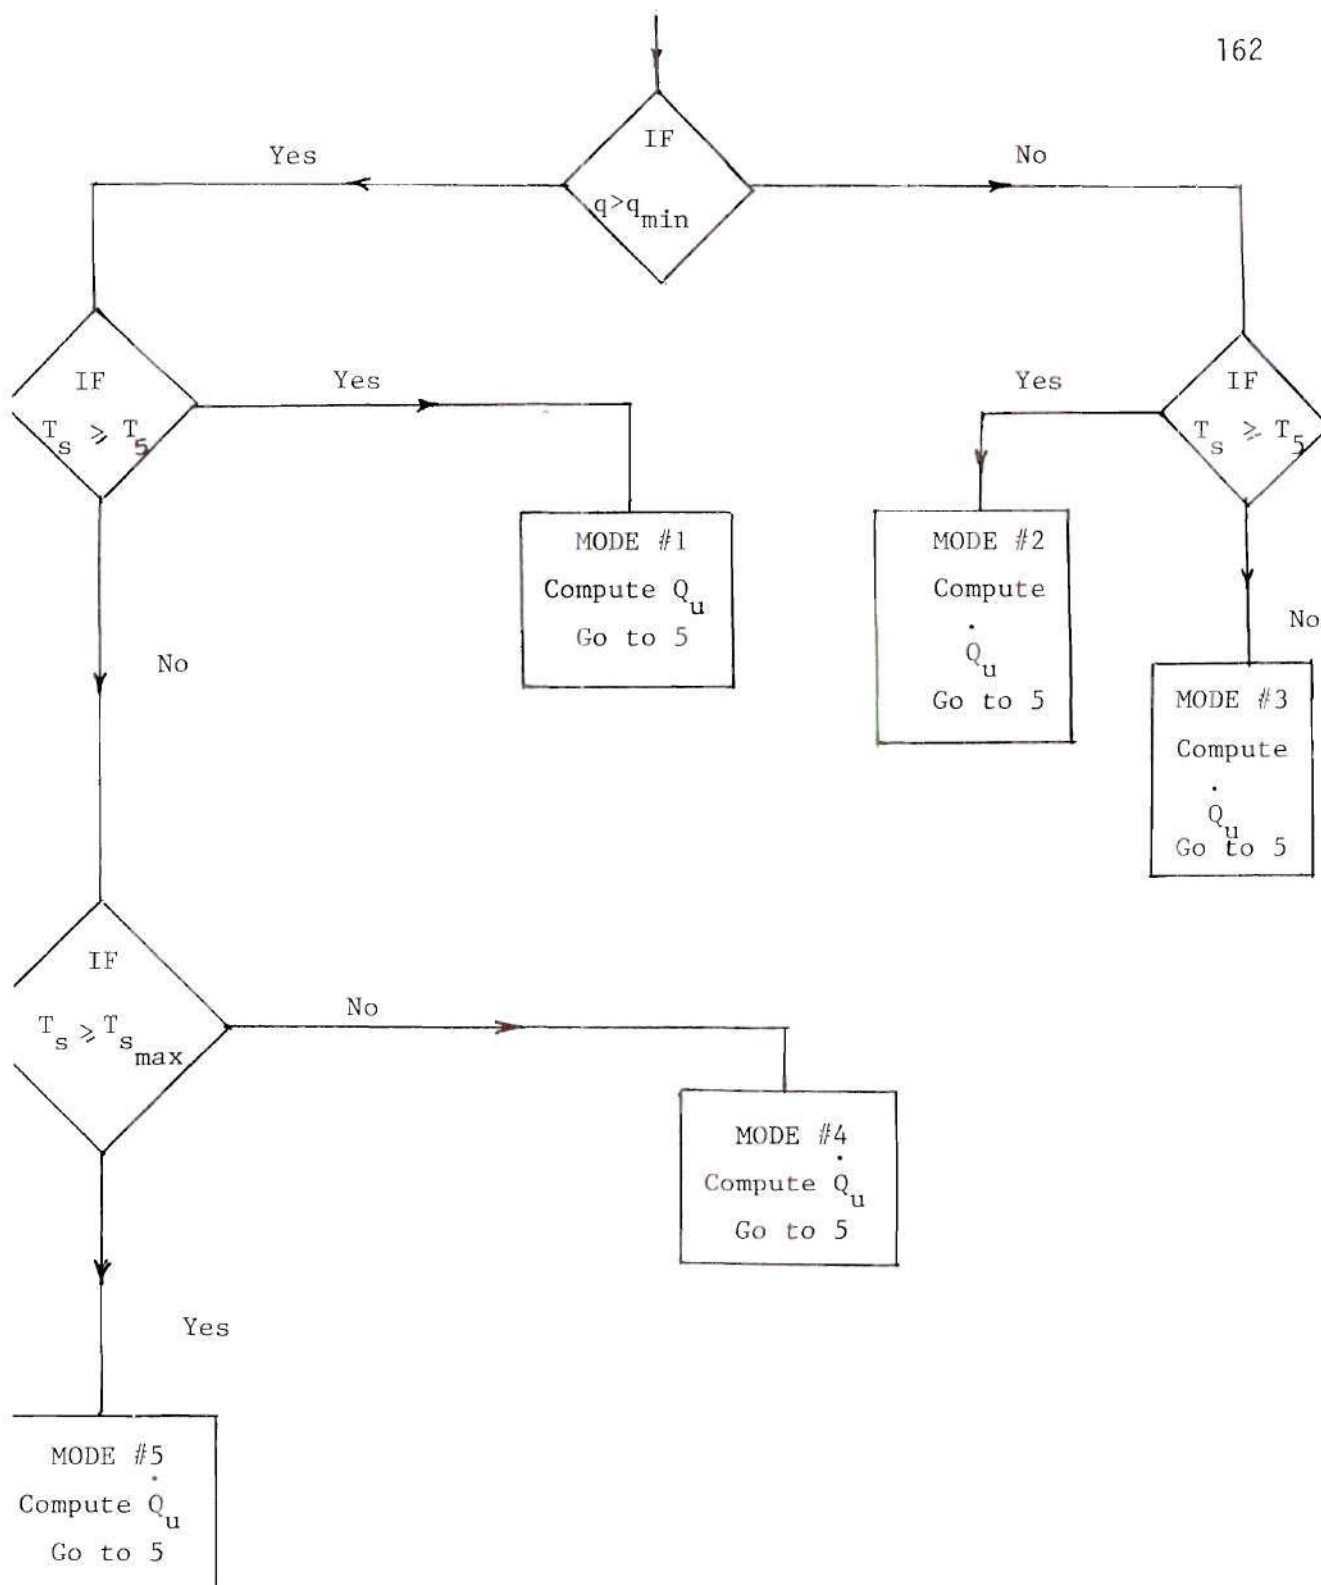 162
IF
q>q_min
Yes
No
IF
T_s ≥ T_5
Yes
IF
T_s ≥ T_5
Yes
MODE #1
Compute Q_u
Go to 5
MODE #2
Compute
Q̇_u
Go to 5
No
No
MODE #3
Compute
Q̇_u
Go to 5
IF
T_s ≥ T_s_max
No
MODE #4
Compute Q̇_u
Go to 5
Yes
MODE #5
Compute Q̇_u
Go to 5